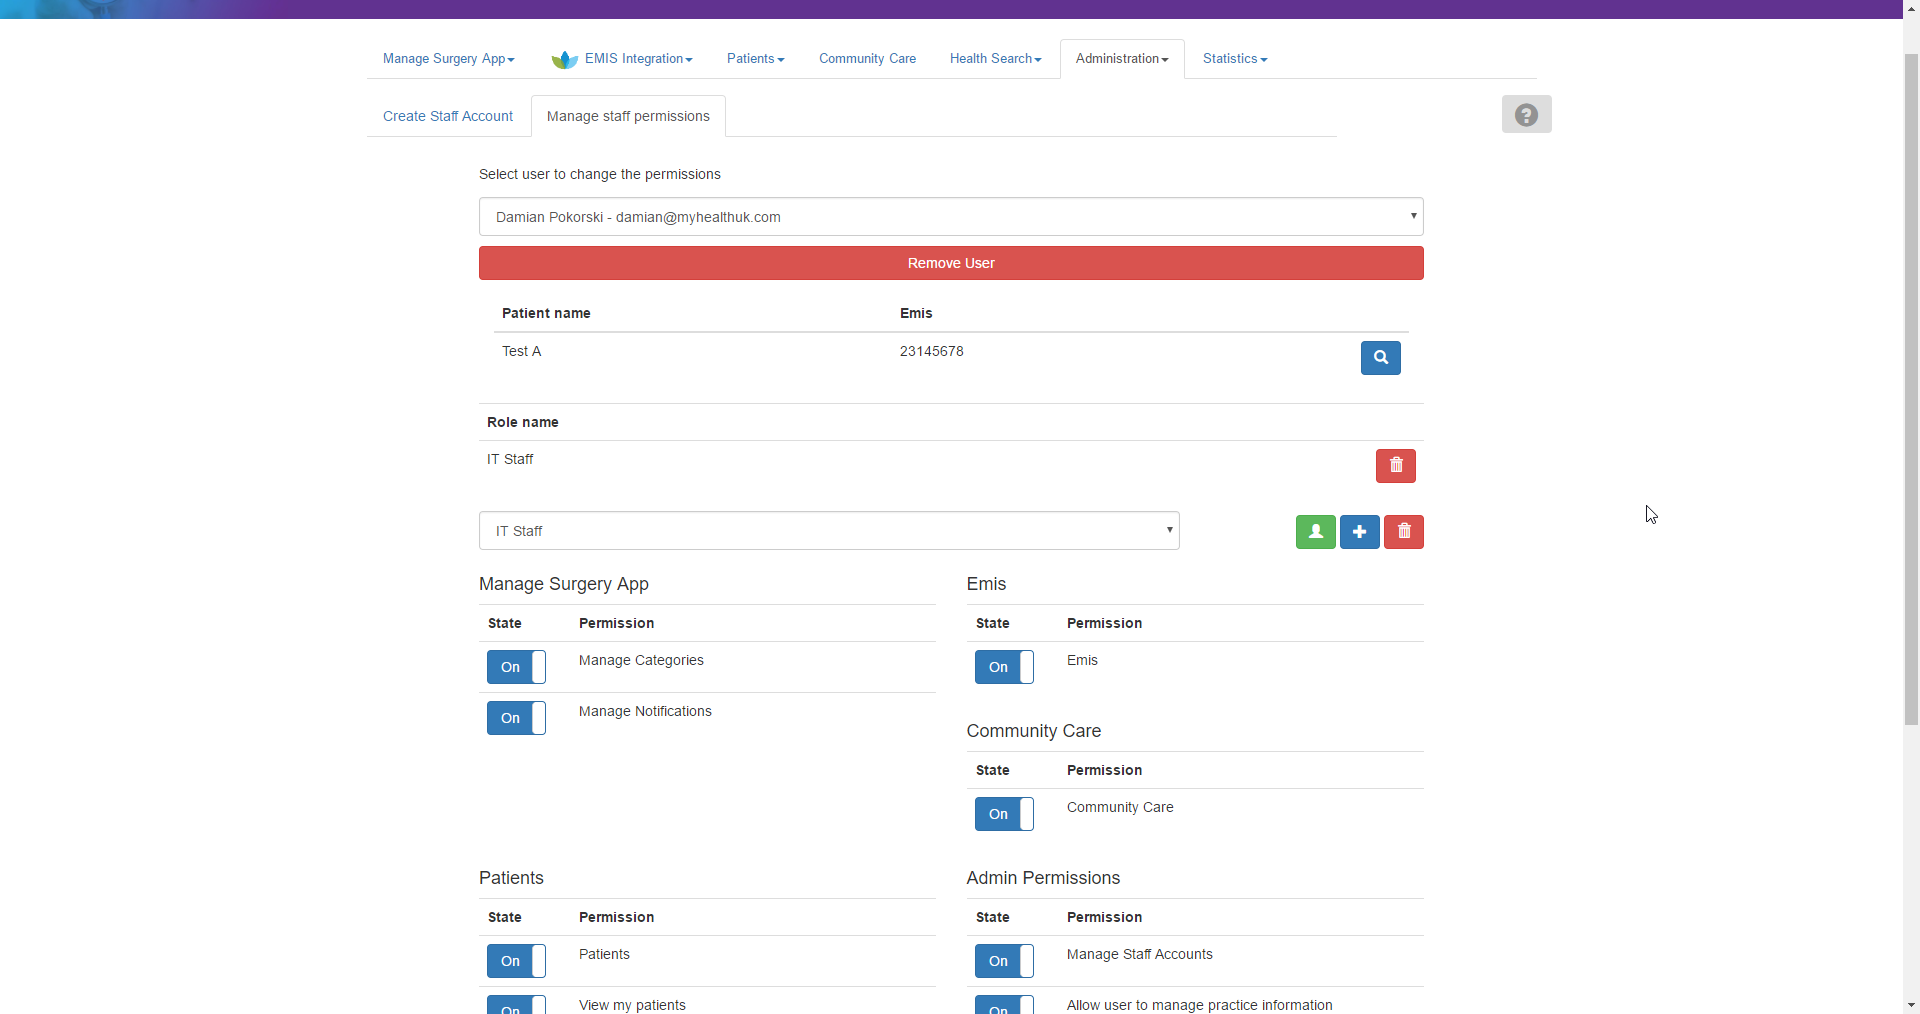 Manage Surgery App
EMIS Integration
Patients
Community Care
Health Search
Administration
Statistics
Create Staff Account
Manage staff permissions
?
Select user to change the permissions
Damian Pokorski - damian@myhealthuk.com
Remove User
Patient name Emis
Test A 23145678
Role name
IT Staff
IT Staff
Manage Surgery App
State Permission
On Manage Categories
On Manage Notifications
Emis
State Permission
On Emis
Community Care
State Permission
On Community Care
Patients
State Permission
On Patients
On View my patients
Admin Permissions
State Permission
On Manage Staff Accounts
On Allow user to manage practice information